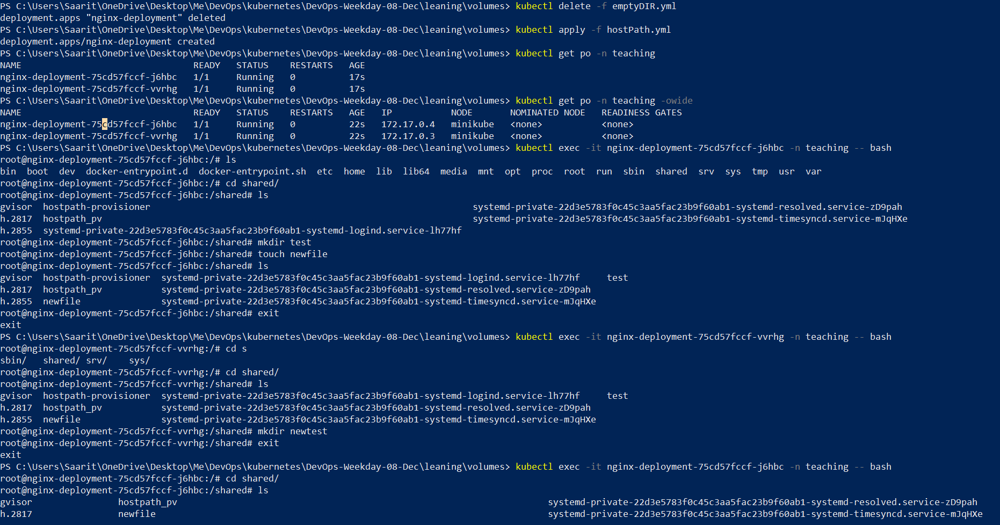 PS C:\Users\Saarit\OneDrive\Desktop\Me\DevOps\kubernetes\DevOps-Weekday-08-Dec\leaning\volumes> kubectl delete -f emptyDIR.yml
deployment.apps "nginx-deployment" deleted
PS C:\Users\Saarit\OneDrive\Desktop\Me\DevOps\kubernetes\DevOps-Weekday-08-Dec\leaning\volumes> kubectl apply -f hostPath.yml
deployment.apps/nginx-deployment created
PS C:\Users\Saarit\OneDrive\Desktop\Me\DevOps\kubernetes\DevOps-Weekday-08-Dec\leaning\volumes> kubectl get po -n teaching
NAME                                READY   STATUS    RESTARTS   AGE
nginx-deployment-75cd57fccf-j6hbc   1/1     Running   0          17s
nginx-deployment-75cd57fccf-vvrhg   1/1     Running   0          17s
PS C:\Users\Saarit\OneDrive\Desktop\Me\DevOps\kubernetes\DevOps-Weekday-08-Dec\leaning\volumes> kubectl get po -n teaching -owide
NAME                                READY   STATUS    RESTARTS   AGE   IP           NODE       NOMINATED NODE   READINESS GATES
nginx-deployment-75cd57fccf-j6hbc   1/1     Running   0          22s   172.17.0.4   minikube   <none>           <none>
nginx-deployment-75cd57fccf-vvrhg   1/1     Running   0          22s   172.17.0.3   minikube   <none>           <none>
PS C:\Users\Saarit\OneDrive\Desktop\Me\DevOps\kubernetes\DevOps-Weekday-08-Dec\leaning\volumes> kubectl exec -it nginx-deployment-75cd57fccf-j6hbc -n teaching -- bash
root@nginx-deployment-75cd57fccf-j6hbc:/# ls
bin  boot  dev  docker-entrypoint.d  docker-entrypoint.sh  etc  home  lib  lib64  media  mnt  opt  proc  root  run  sbin  shared  srv  sys  tmp  usr  var
root@nginx-deployment-75cd57fccf-j6hbc:/# cd shared/
root@nginx-deployment-75cd57fccf-j6hbc:/shared# ls
gvisor  hostpath-provisioner                                                            systemd-private-22d3e5783f0c45c3aa5fac23b9f60ab1-systemd-resolved.service-zD9pah
h.2817  hostpath_pv                                                                     systemd-private-22d3e5783f0c45c3aa5fac23b9f60ab1-systemd-timesyncd.service-mJqHXe
h.2855  systemd-private-22d3e5783f0c45c3aa5fac23b9f60ab1-systemd-logind.service-lh77hf
root@nginx-deployment-75cd57fccf-j6hbc:/shared# mkdir test
root@nginx-deployment-75cd57fccf-j6hbc:/shared# touch newfile
root@nginx-deployment-75cd57fccf-j6hbc:/shared# ls
gvisor  hostpath-provisioner  systemd-private-22d3e5783f0c45c3aa5fac23b9f60ab1-systemd-logind.service-lh77hf     test
h.2817  hostpath_pv           systemd-private-22d3e5783f0c45c3aa5fac23b9f60ab1-systemd-resolved.service-zD9pah
h.2855  newfile               systemd-private-22d3e5783f0c45c3aa5fac23b9f60ab1-systemd-timesyncd.service-mJqHXe
root@nginx-deployment-75cd57fccf-j6hbc:/shared# exit
exit
PS C:\Users\Saarit\OneDrive\Desktop\Me\DevOps\kubernetes\DevOps-Weekday-08-Dec\leaning\volumes> kubectl exec -it nginx-deployment-75cd57fccf-vvrhg -n teaching -- bash
root@nginx-deployment-75cd57fccf-vvrhg:/# cd s
sbin/   shared/ srv/    sys/
root@nginx-deployment-75cd57fccf-vvrhg:/# cd shared/
root@nginx-deployment-75cd57fccf-vvrhg:/shared# ls
gvisor  hostpath-provisioner  systemd-private-22d3e5783f0c45c3aa5fac23b9f60ab1-systemd-logind.service-lh77hf     test
h.2817  hostpath_pv           systemd-private-22d3e5783f0c45c3aa5fac23b9f60ab1-systemd-resolved.service-zD9pah
h.2855  newfile               systemd-private-22d3e5783f0c45c3aa5fac23b9f60ab1-systemd-timesyncd.service-mJqHXe
root@nginx-deployment-75cd57fccf-vvrhg:/shared# mkdir newtest
root@nginx-deployment-75cd57fccf-vvrhg:/shared# exit
exit
PS C:\Users\Saarit\OneDrive\Desktop\Me\DevOps\kubernetes\DevOps-Weekday-08-Dec\leaning\volumes> kubectl exec -it nginx-deployment-75cd57fccf-j6hbc -n teaching -- bash
root@nginx-deployment-75cd57fccf-j6hbc:/# cd shared/
root@nginx-deployment-75cd57fccf-j6hbc:/shared# ls
gvisor                hostpath_pv                                                                     systemd-private-22d3e5783f0c45c3aa5fac23b9f60ab1-systemd-resolved.service-zD9pah
h.2817                newfile                                                                         systemd-private-22d3e5783f0c45c3aa5fac23b9f60ab1-systemd-timesyncd.service-mJqHXe